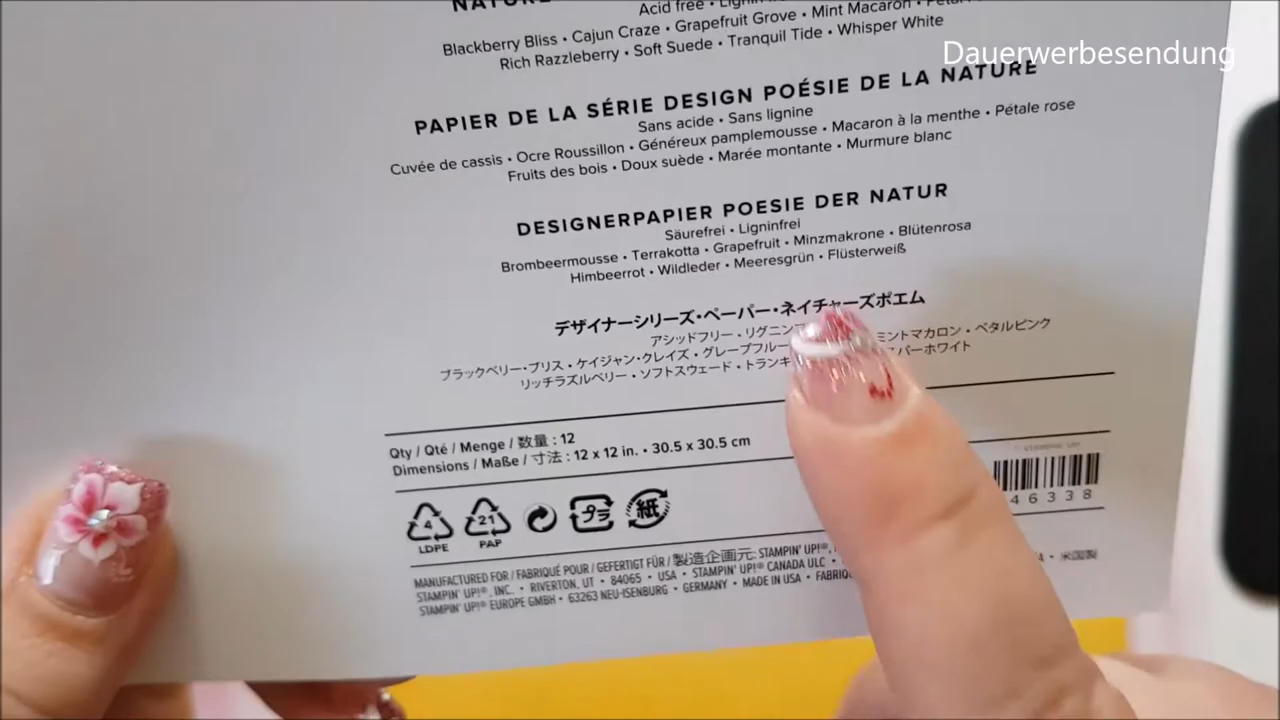 NATURE
Acid free • Lignin
Blackberry Bliss • Cajun Craze • Grapefruit Grove • Mint Macaron •
Rich Razzleberry • Soft Suede • Tranquil Tide • Whisper White
Dauerwerbesendung
PAPIER DE LA SÉRIE DESIGN POÉSIE DE LA NATURE
Sans acide • Sans lignine
Cuvée de cassis • Ocre Roussillon • Généreux pamplemousse • Macaron à la menthe • Pétale rose
Fruits des bois • Doux suède • Marée montante • Murmure blanc
DESIGNERPAPIER POESIE DER NATUR
Säurefrei • Ligninfrei
Brombeermousse • Terrakotta • Grapefruit • Minzmakrone • Blütenrosa
Himbeerrot • Wildleder • Meeresgrün • Flüsterweiß
デザイナーシリーズ・ペーパー・ネイチャーズポエム
アシッドフリー・リグニン
ブラックベリー・ブリス・ケイジャン・クレイズ・グレープフルー ミントマカロン・ペタルピンク
リッチラズルベリー・ソフトスウェード・トランキ パーホワイト
Qty / Qté / Menge / 数量 : 12
Dimensions / Maße / 寸法 : 12 x 12 in. • 30.5 x 30.5 cm
4 21 プラ 紙
LDPE PAP
46338
MANUFACTURED FOR / FABRIQUÉ POUR / GEFERTIGT FÜR / 製造企画元: STAMPIN' UP!®,
STAMPIN' UP!®, INC. • RIVERTON, UT • 84065 • USA • STAMPIN' UP!® CANADA ULC • • 米国製
STAMPIN' UP!® EUROPE GMBH • 63263 NEU-ISENBURG • GERMANY • MADE IN USA • FABRIQ